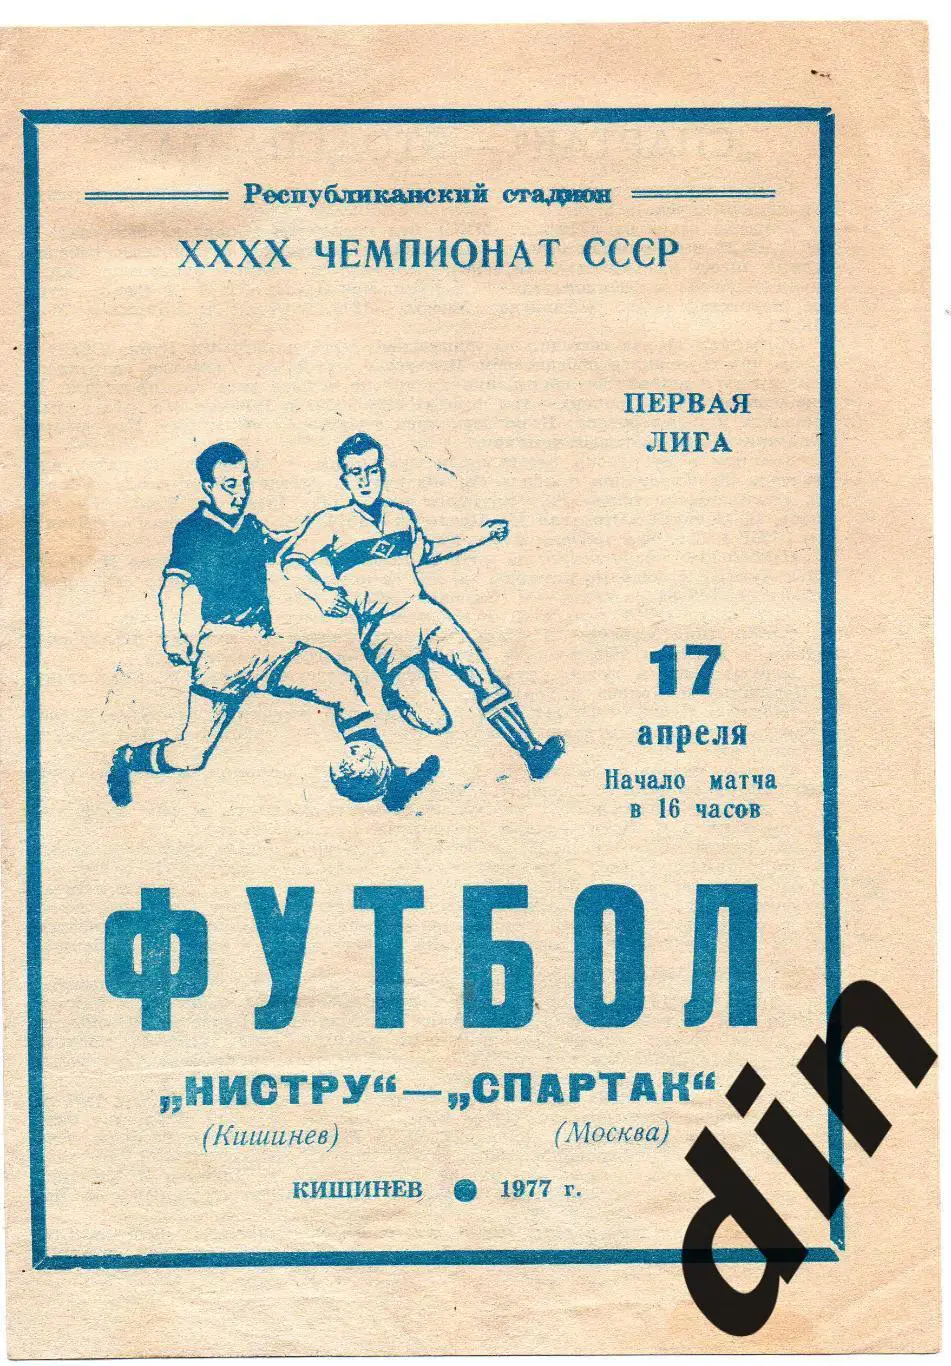 Республиканский стадион
XXXX ЧЕМПИОНАТ СССР
ПЕРВАЯ
ЛИГА
17
апреля
Начало матча
в 16 часов
ФУТБОЛ
„НИСТРУ“—„СПАРТАК“
(Кишинев)
(Москва)
КИШИНЕВ ● 1977 г.
din